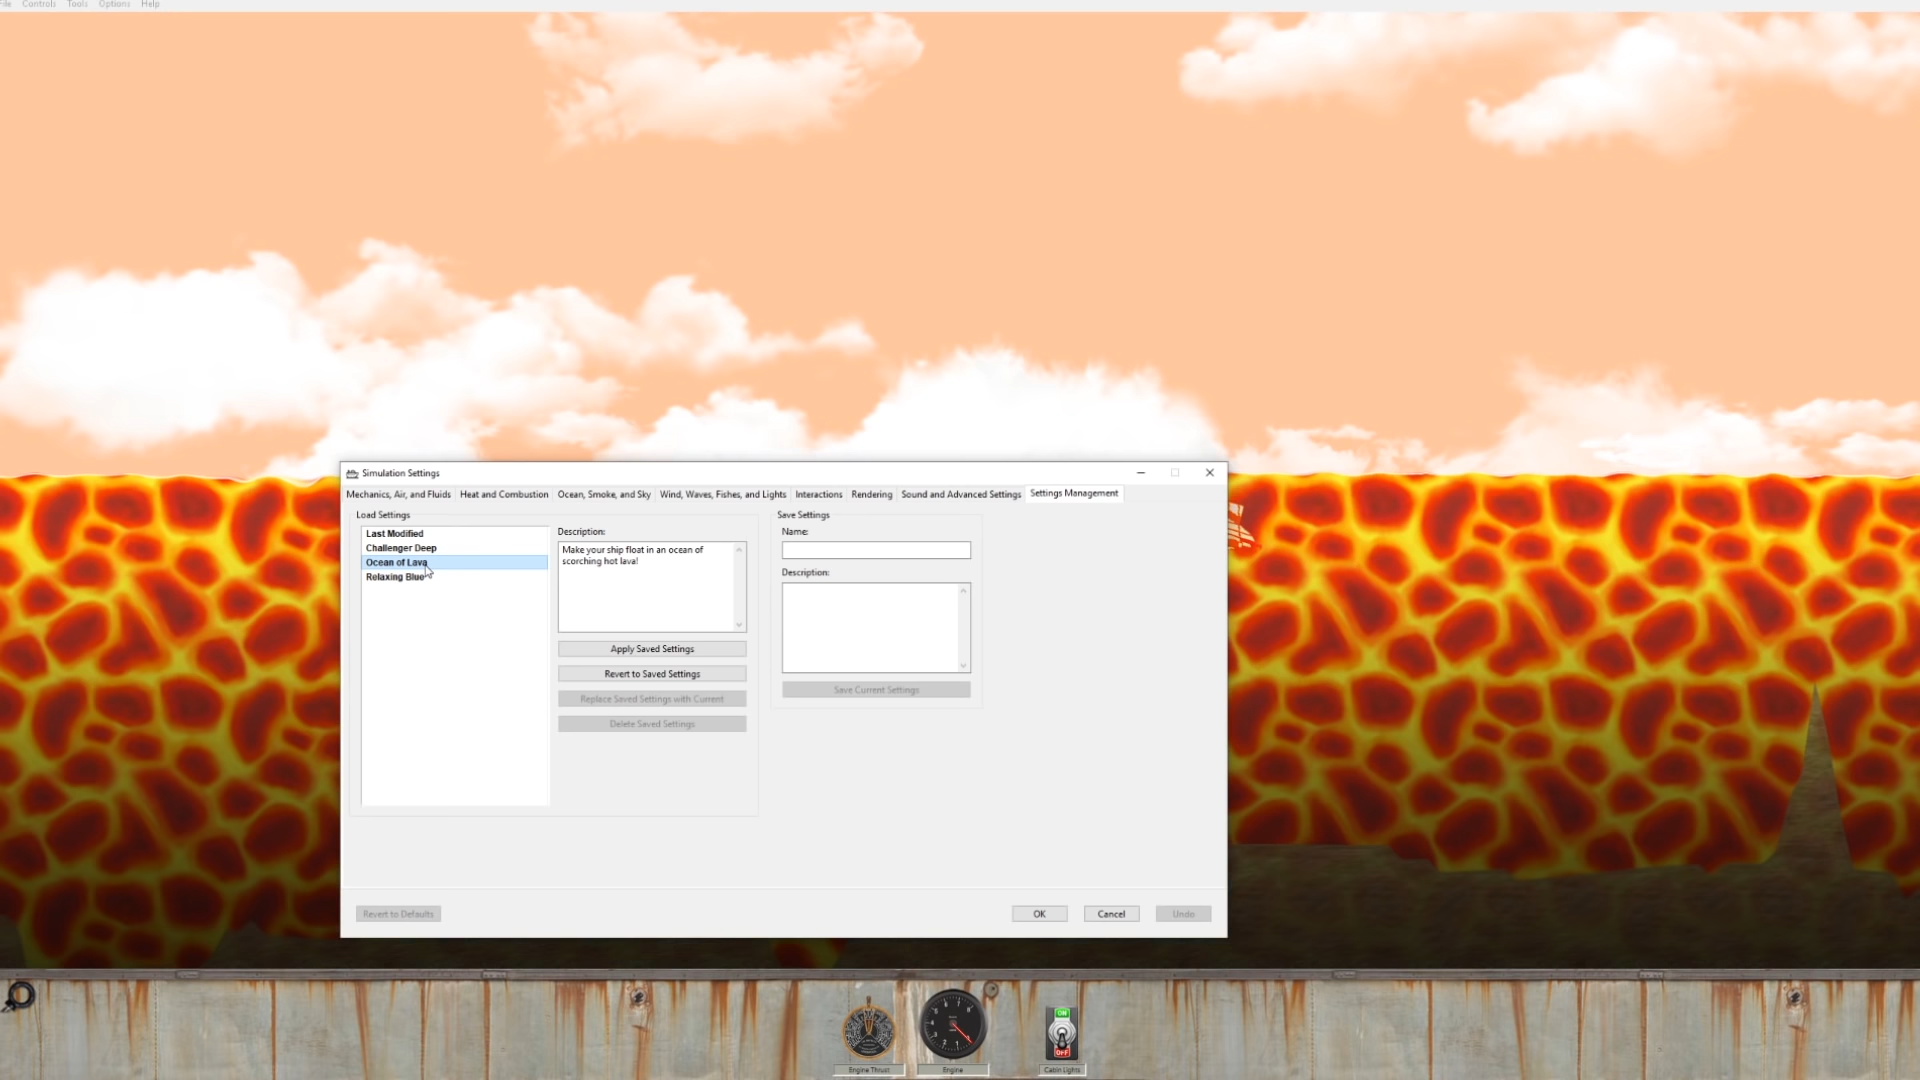 File Controls Tools Options Help
Simulation Settings
Mechanics, Air, and Fluids Heat and Combustion Ocean, Smoke, and Sky Wind, Waves, Fishes, and Lights Interactions Rendering Sound and Advanced Settings Settings Management
Load Settings
Last Modified
Challenger Deep
Ocean of Lava
Relaxing Blue
Description:
Make your ship float in an ocean of
scorching hot lava!
Apply Saved Settings
Revert to Saved Settings
Replace Saved Settings with Current
Delete Saved Settings
Save Settings
Name:
Description:
Save Current Settings
Revert to Defaults
OK Cancel Undo
ON
OFF
Engine Thrust Engine Cabin Lights